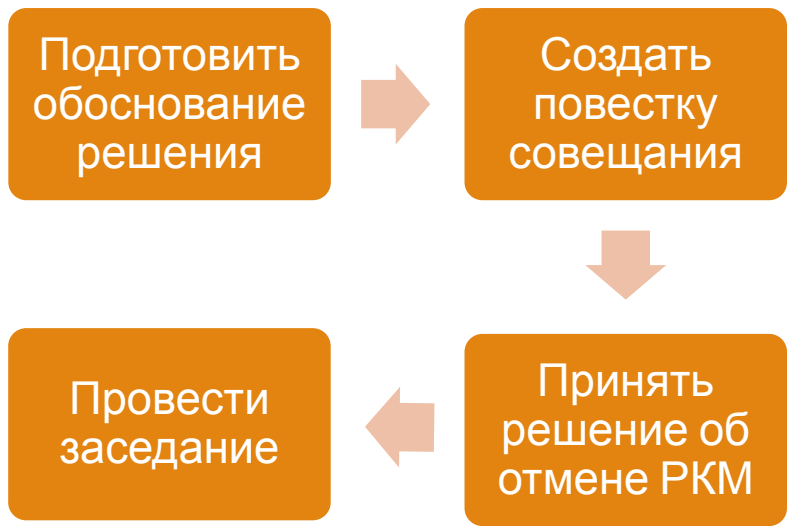 Подготовить
обоснование
решения
Создать
повестку
совещания
Принять
решение об
отмене РКМ
Провести
заседание